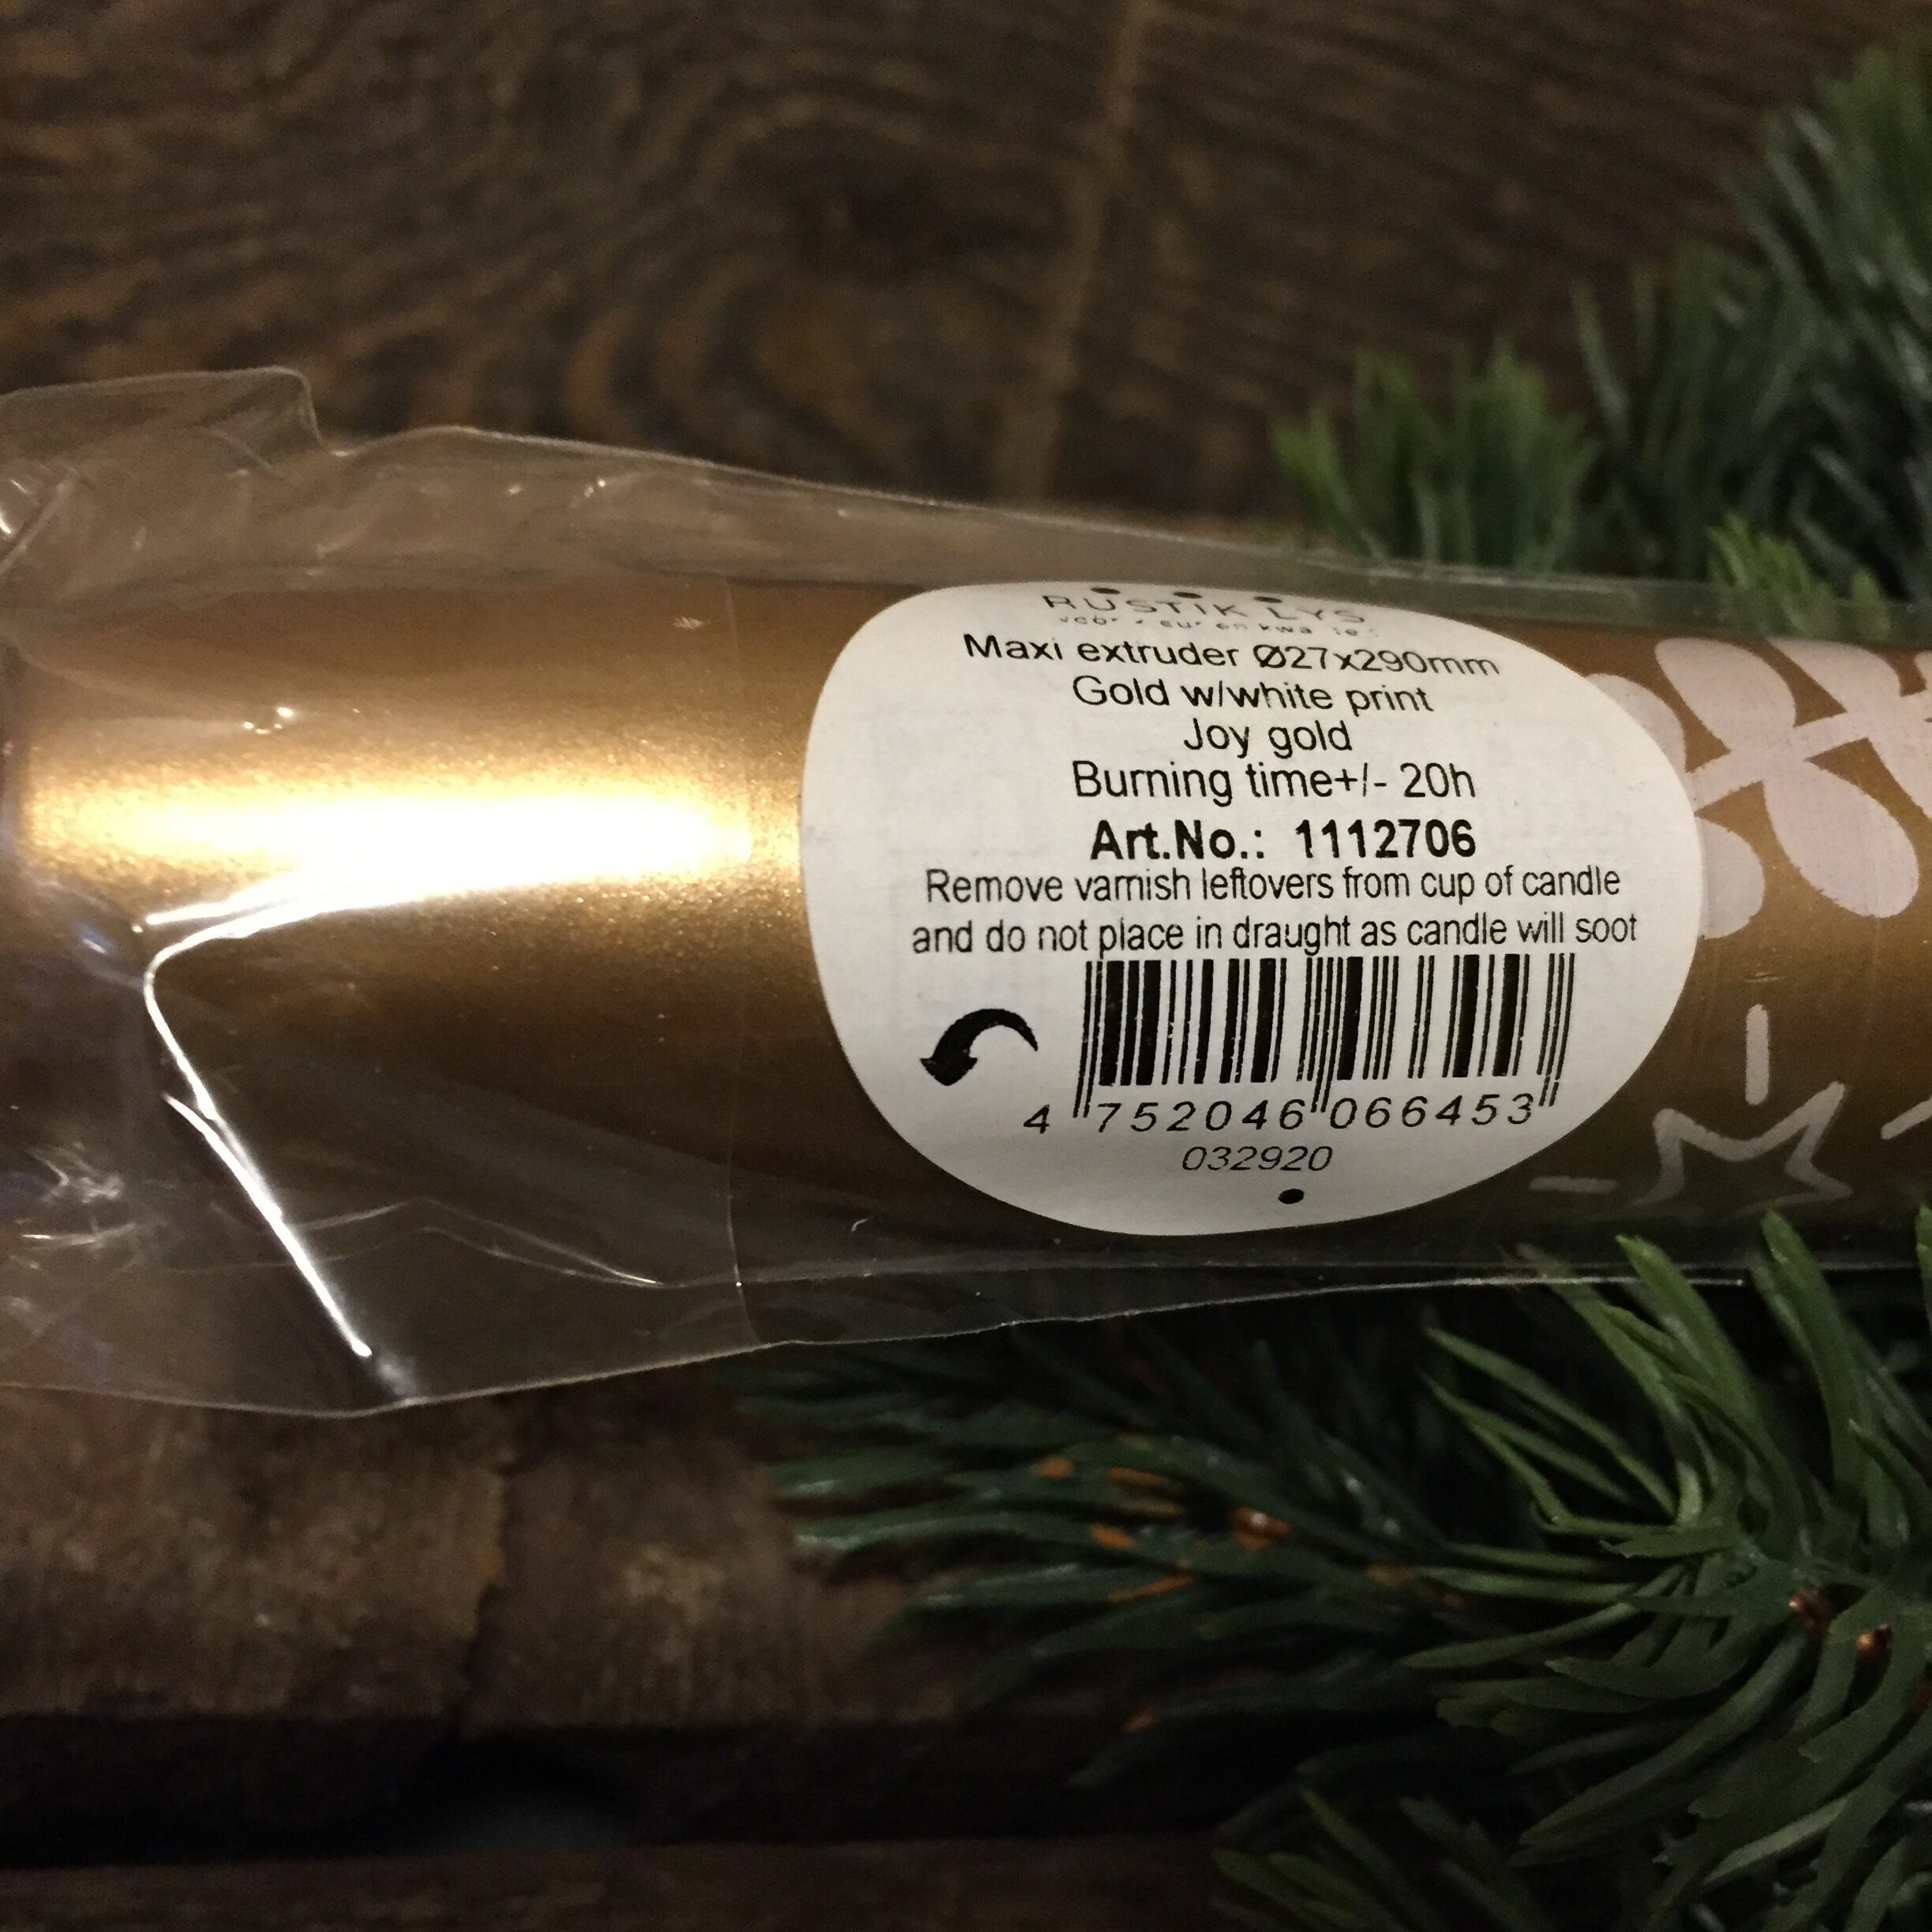 RUSTIK LYS
Maxi extruder Ø27x290mm
Gold w/white print
Joy gold
Burning time+/- 20h
Art.No.: 1112706
Remove varnish leftovers from cup of candle
and do not place in draught as candle will soot
4 752046 066453
032920